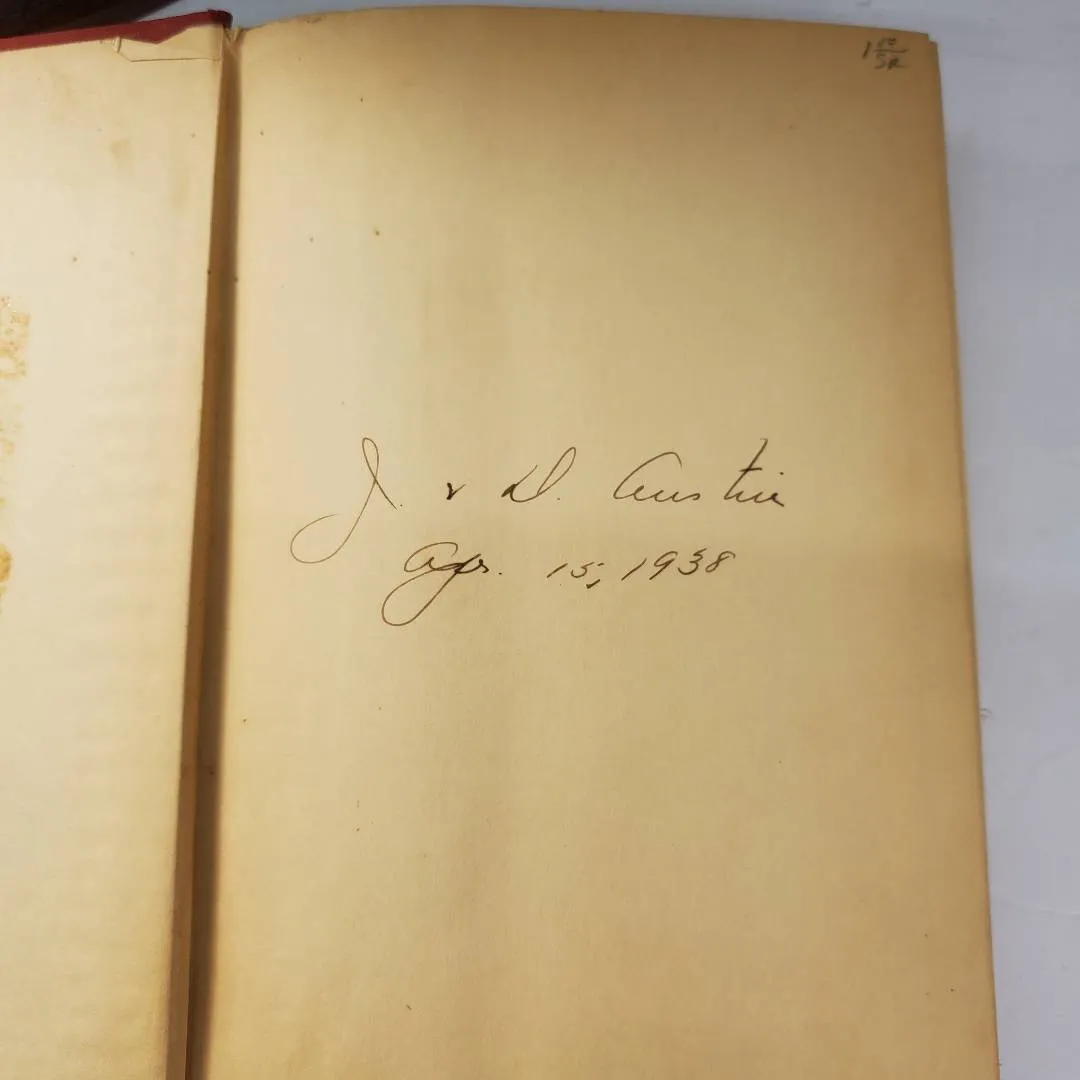 J. & D. Austin
Apr. 15, 1938